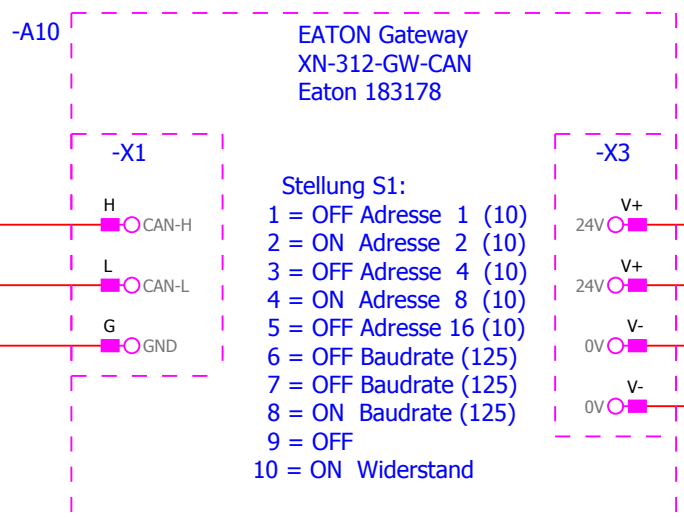 -A10
EATON Gateway
XN-312-GW-CAN
Eaton 183178
-X1
H
CAN-H
L
CAN-L
G
GND
Stellung S1:
1 = OFF Adresse 1 (10)
2 = ON Adresse 2 (10)
3 = OFF Adresse 4 (10)
4 = ON Adresse 8 (10)
5 = OFF Adresse 16 (10)
6 = OFF Baudrate (125)
7 = OFF Baudrate (125)
8 = ON Baudrate (125)
9 = OFF
10 = ON Widerstand
-X3
V+
24V
V+
24V
V-
0V
V-
0V